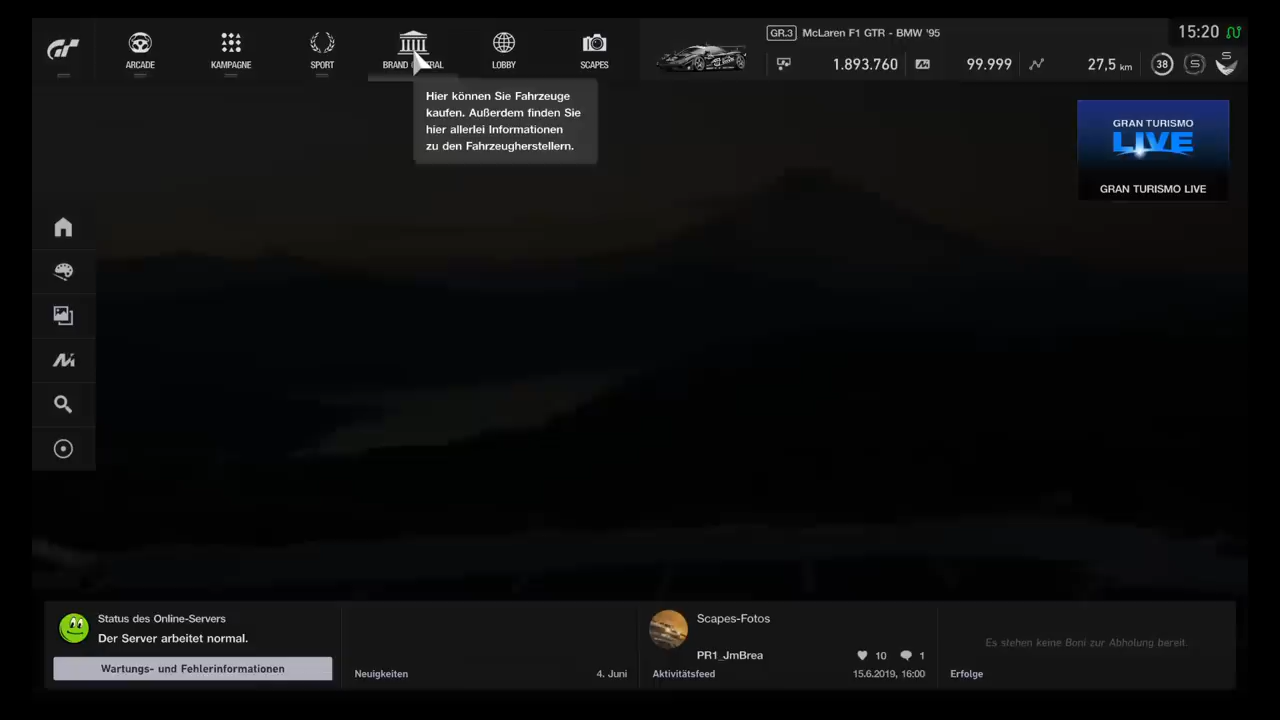 GT
ARCADE
KAMPAGNE
SPORT
BRAND CENTRAL
LOBBY
SCAPES
GR.3 McLaren F1 GTR - BMW '95
15:20
1.893.760
99.999
27,5 km
38
S
S
Hier können Sie Fahrzeuge
kaufen. Außerdem finden Sie
hier allerlei Informationen
zu den Fahrzeugherstellern.
GRAN TURISMO
LIVE
GRAN TURISMO LIVE
Status des Online-Servers
Der Server arbeitet normal.
Wartungs- und Fehlerinformationen
Neuigkeiten
4. Juni
Scapes-Fotos
PR1_JmBrea
10
1
Aktivitätsfeed
15.6.2019, 16:00
Es stehen keine Boni zur Abholung bereit.
Erfolge